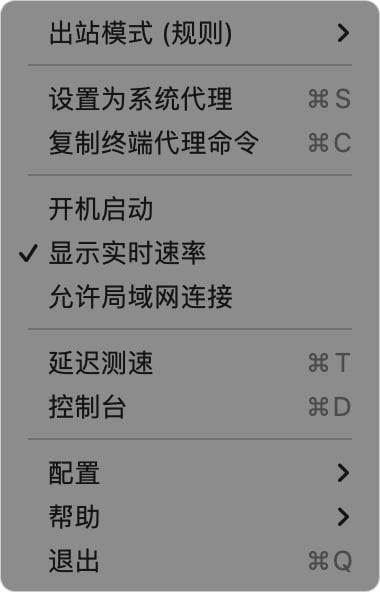 出站模式 (规则)
设置为系统代理 ⌘S
复制终端代理命令 ⌘C
开机启动
✓ 显示实时速率
允许局域网连接
延迟测速 ⌘T
控制台 ⌘D
配置
帮助
退出 ⌘Q